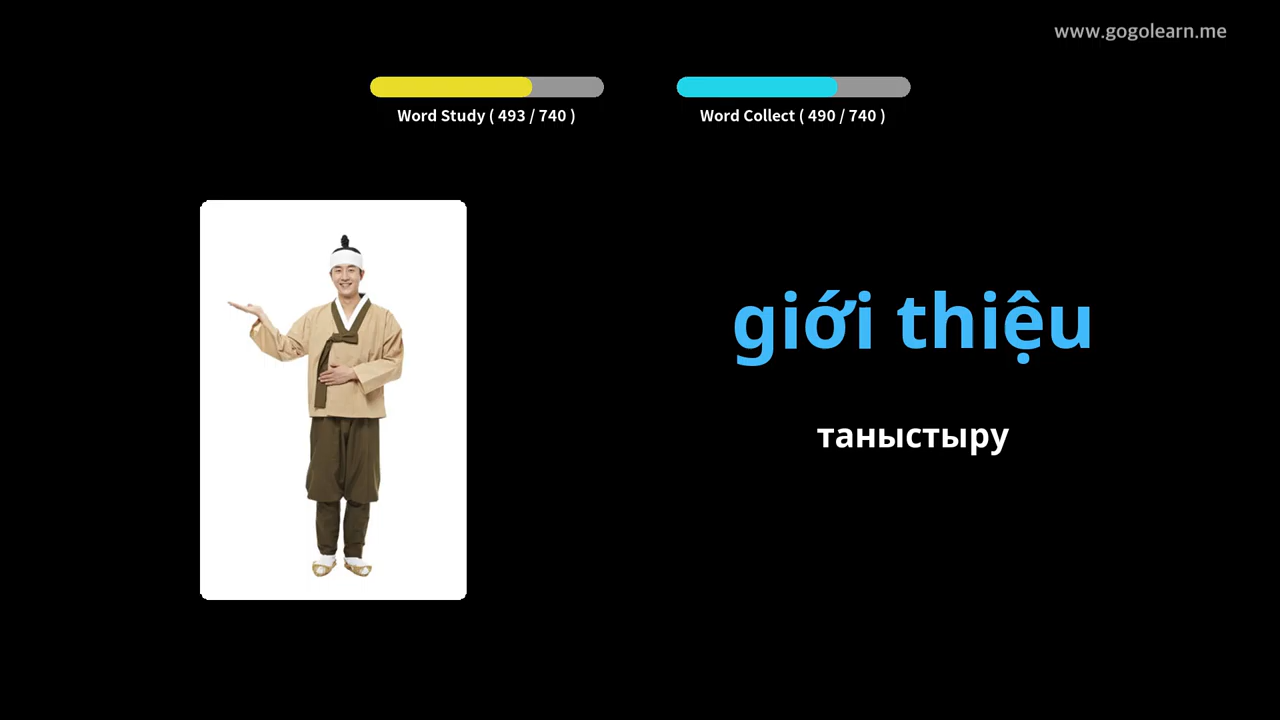 www.gogolearn.me
Word Study ( 493 / 740 )
Word Collect ( 490 / 740 )
giới thiệu
таныстыру